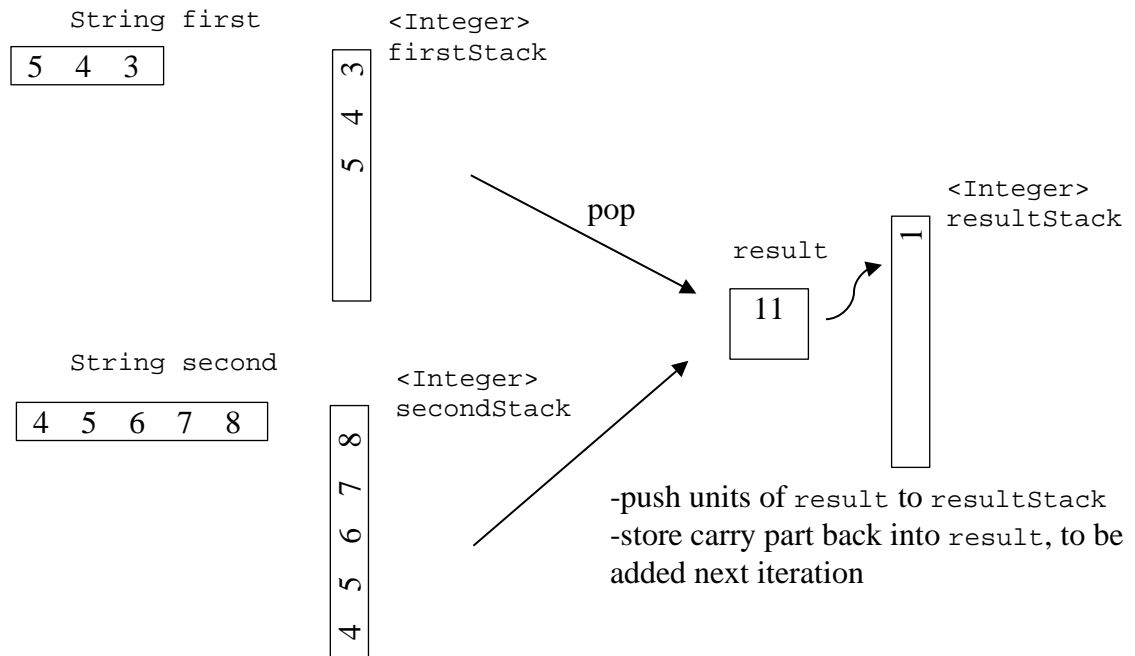 String first
5 4 3
<Integer>
firstStack
3
4
5
pop
<Integer>
resultStack
1
result
11
String second
4 5 6 7 8
<Integer>
secondStack
8
7
6
5
4
-push units of result to resultStack
-store carry part back into result, to be
added next iteration